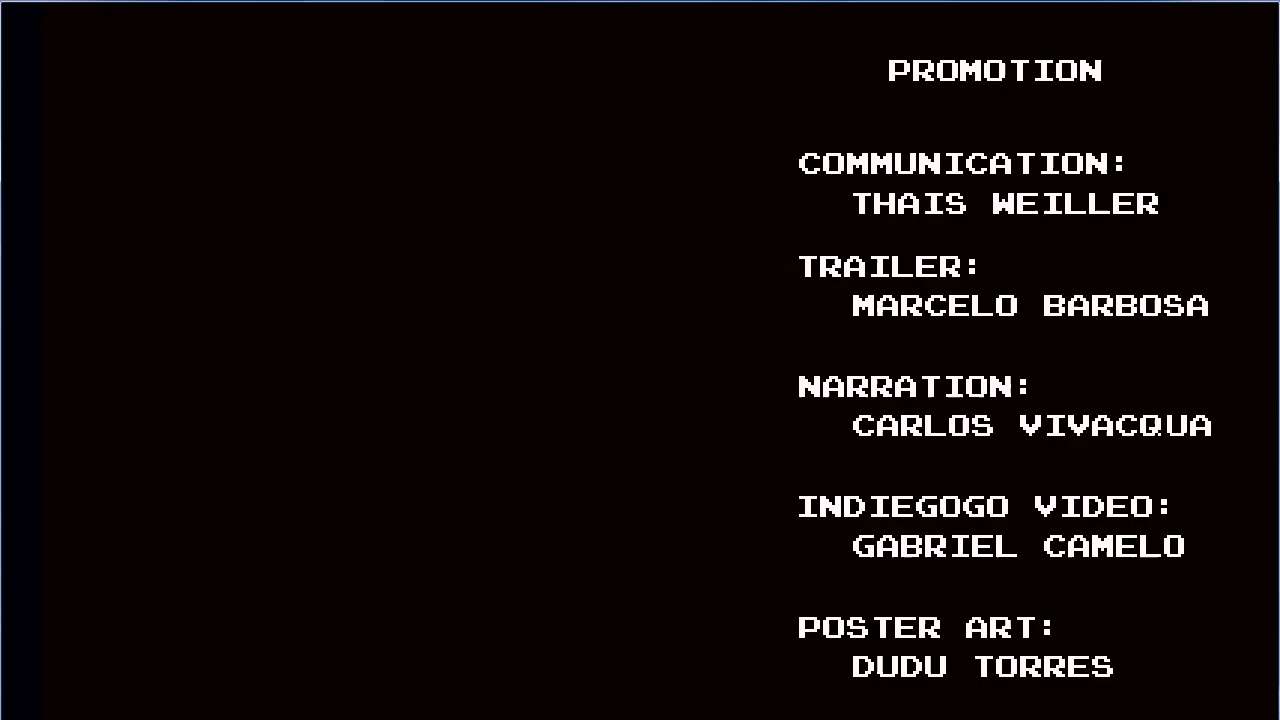 PROMOTION
COMMUNICATION:
THAIS WEILLER
TRAILER:
MARCELO BARBOSA
NARRATION:
CARLOS VIVACQUA
INDIEGOGO VIDEO:
GABRIEL CAMELO
POSTER ART:
DUDU TORRES